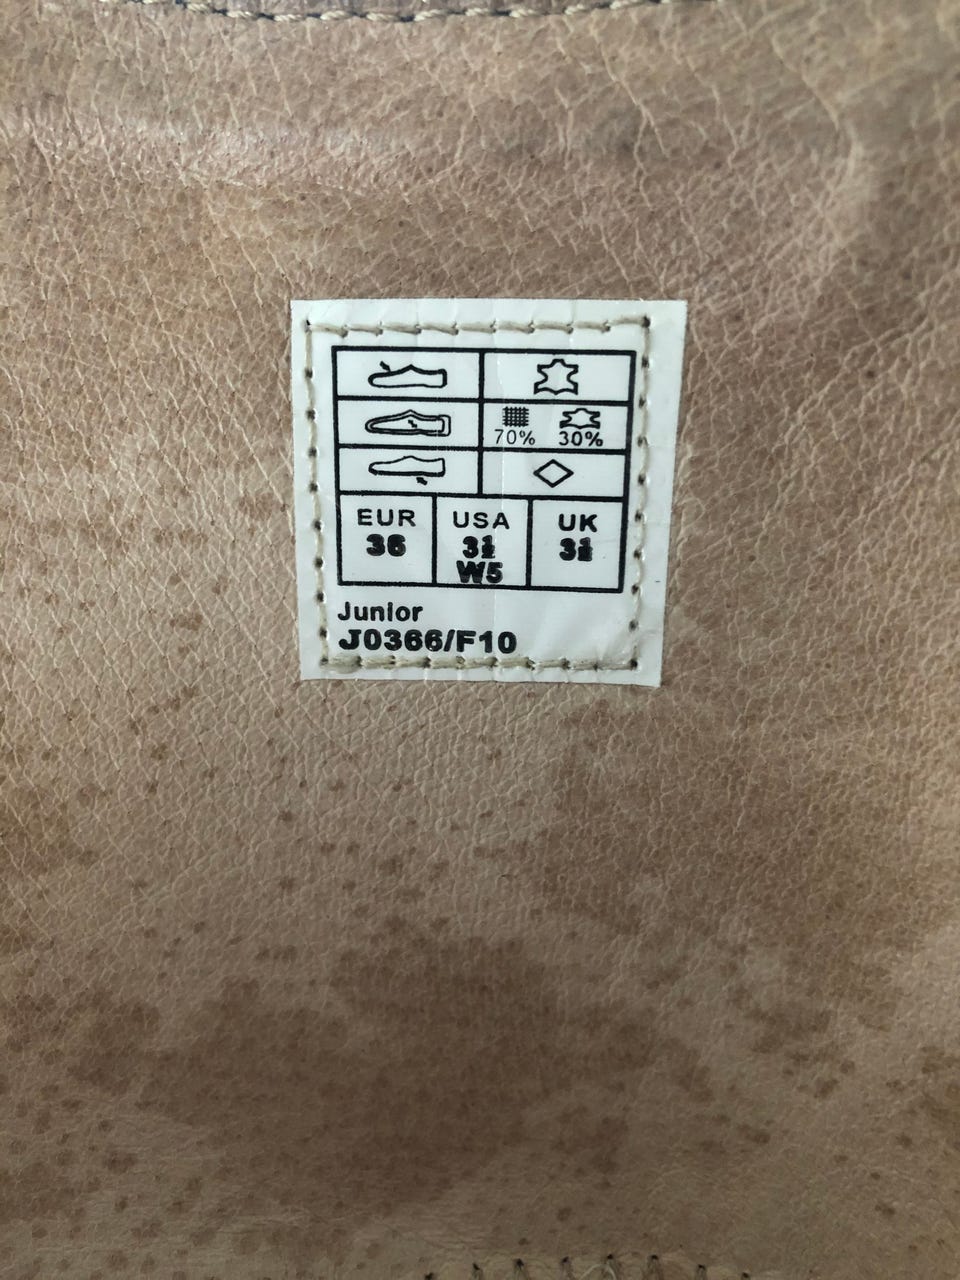 70% 30%
EUR USA UK
36 3½ 3½
W5
Junior
J0366/F10